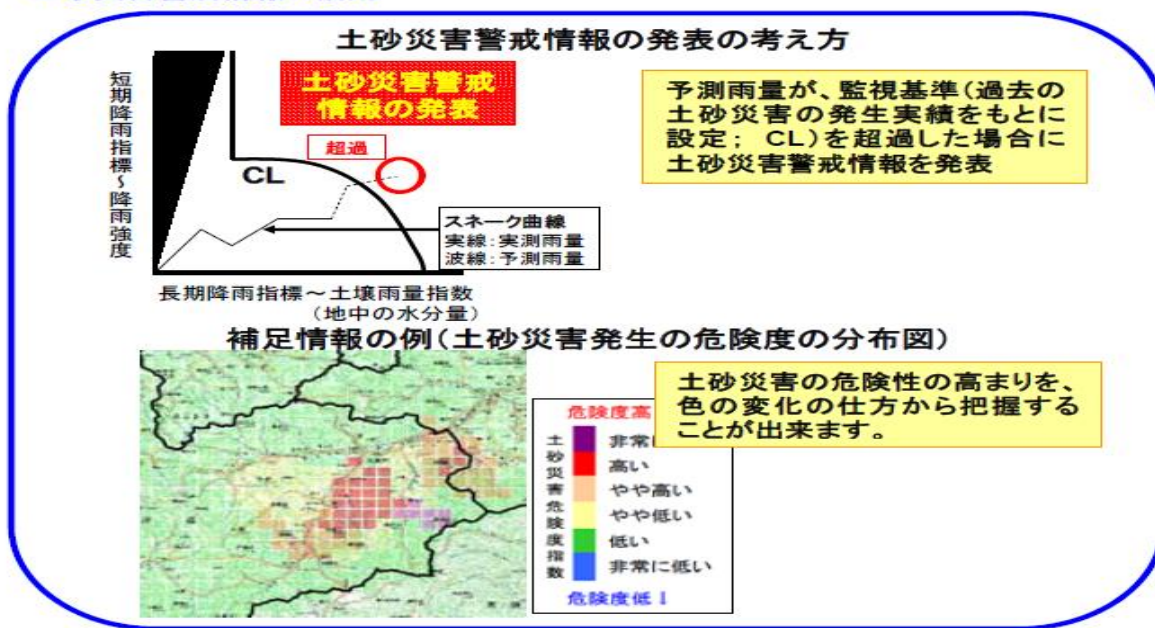 土砂災害警戒情報の発表の考え方
短期降雨指標～降雨強度
土砂災害警戒
情報の発表
超過
CL
スネーク曲線
実線：実測雨量
波線：予測雨量
長期降雨指標～土壌雨量指数
（地中の水分量）
予測雨量が、監視基準（過去の
土砂災害の発生実績をもとに
設定； CL）を超過した場合に
土砂災害警戒情報を発表
補足情報の例（土砂災害発生の危険度の分布図）
土砂災害の危険性の高まりを、
色の変化の仕方から把握する
ことが出来ます。
危険度高
土砂災害危険度指数
非常に
高い
やや高い
やや低い
低い
非常に低い
危険度低↓